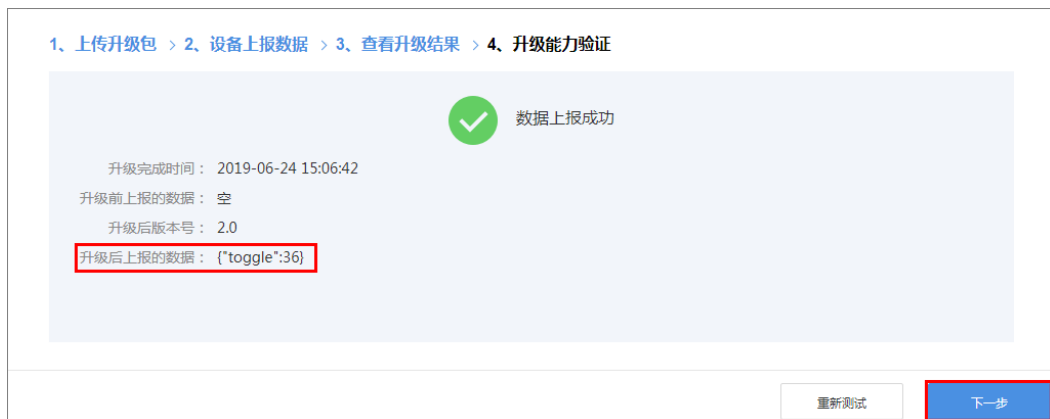 1、上传升级包 > 2、设备上报数据 > 3、查看升级结果 > 4、升级能力验证
数据上报成功
升级完成时间： 2019-06-24 15:06:42
升级前上报的数据： 空
升级后版本号： 2.0
升级后上报的数据： {"toggle":36}
重新测试 下一步